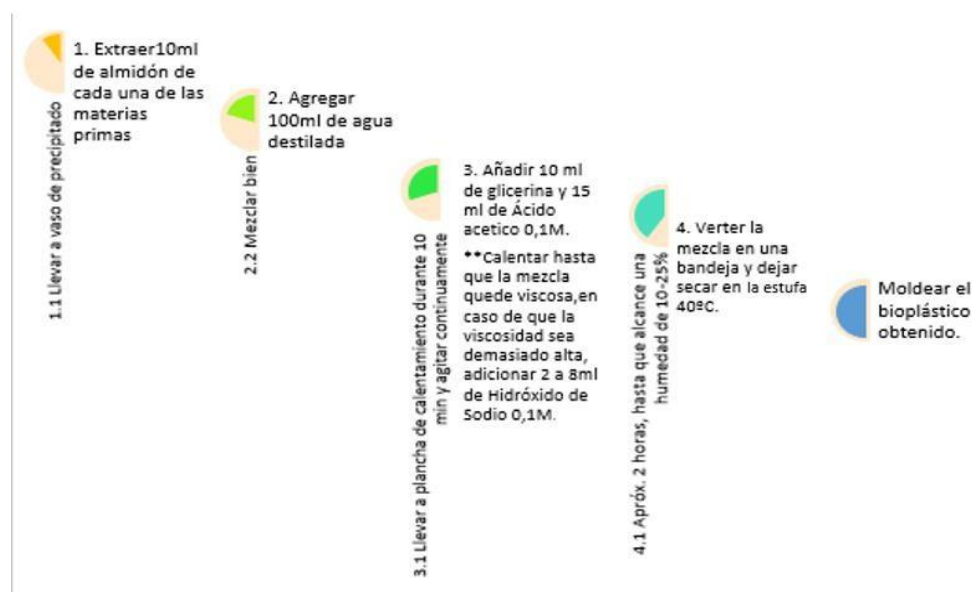 1. Extraer10ml
de almidón de
cada una de las
materias
primas
1.1 Llevar a vaso de precipitado
2. Agregar
100ml de agua
destilada
2.2 Mezclar bien
3. Añadir 10 ml
de glicerina y 15
ml de Ácido
acetico 0,1M.
**Calentar hasta
que la mezcla
quede viscosa,en
caso de que la
viscosidad sea
demasiado alta,
adicionar 2 a 8ml
de Hidróxido de
Sodio 0,1M.
3.1 Llevar a plancha de calentamiento durante 10
min y agitar continuamente
4. Verter la
mezcla en una
bandeja y dejar
secar en la estufa
40ºC.
4.1 Apróx. 2 horas, hasta que alcance una
humedad de 10-25%
Moldear el
bioplástico
obtenido.